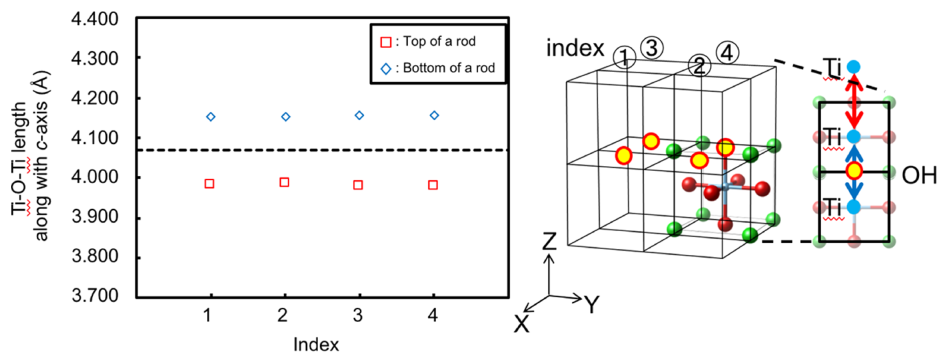 4.400
4.300
4.200
4.100
4.000
3.900
3.800
3.700
Ti-O-Ti length
along with c-axis (Å)
: Top of a rod
: Bottom of a rod
1 2 3 4
Index
index
① ③
② ④
Z
Y
X
Ti
Ti
OH
Ti